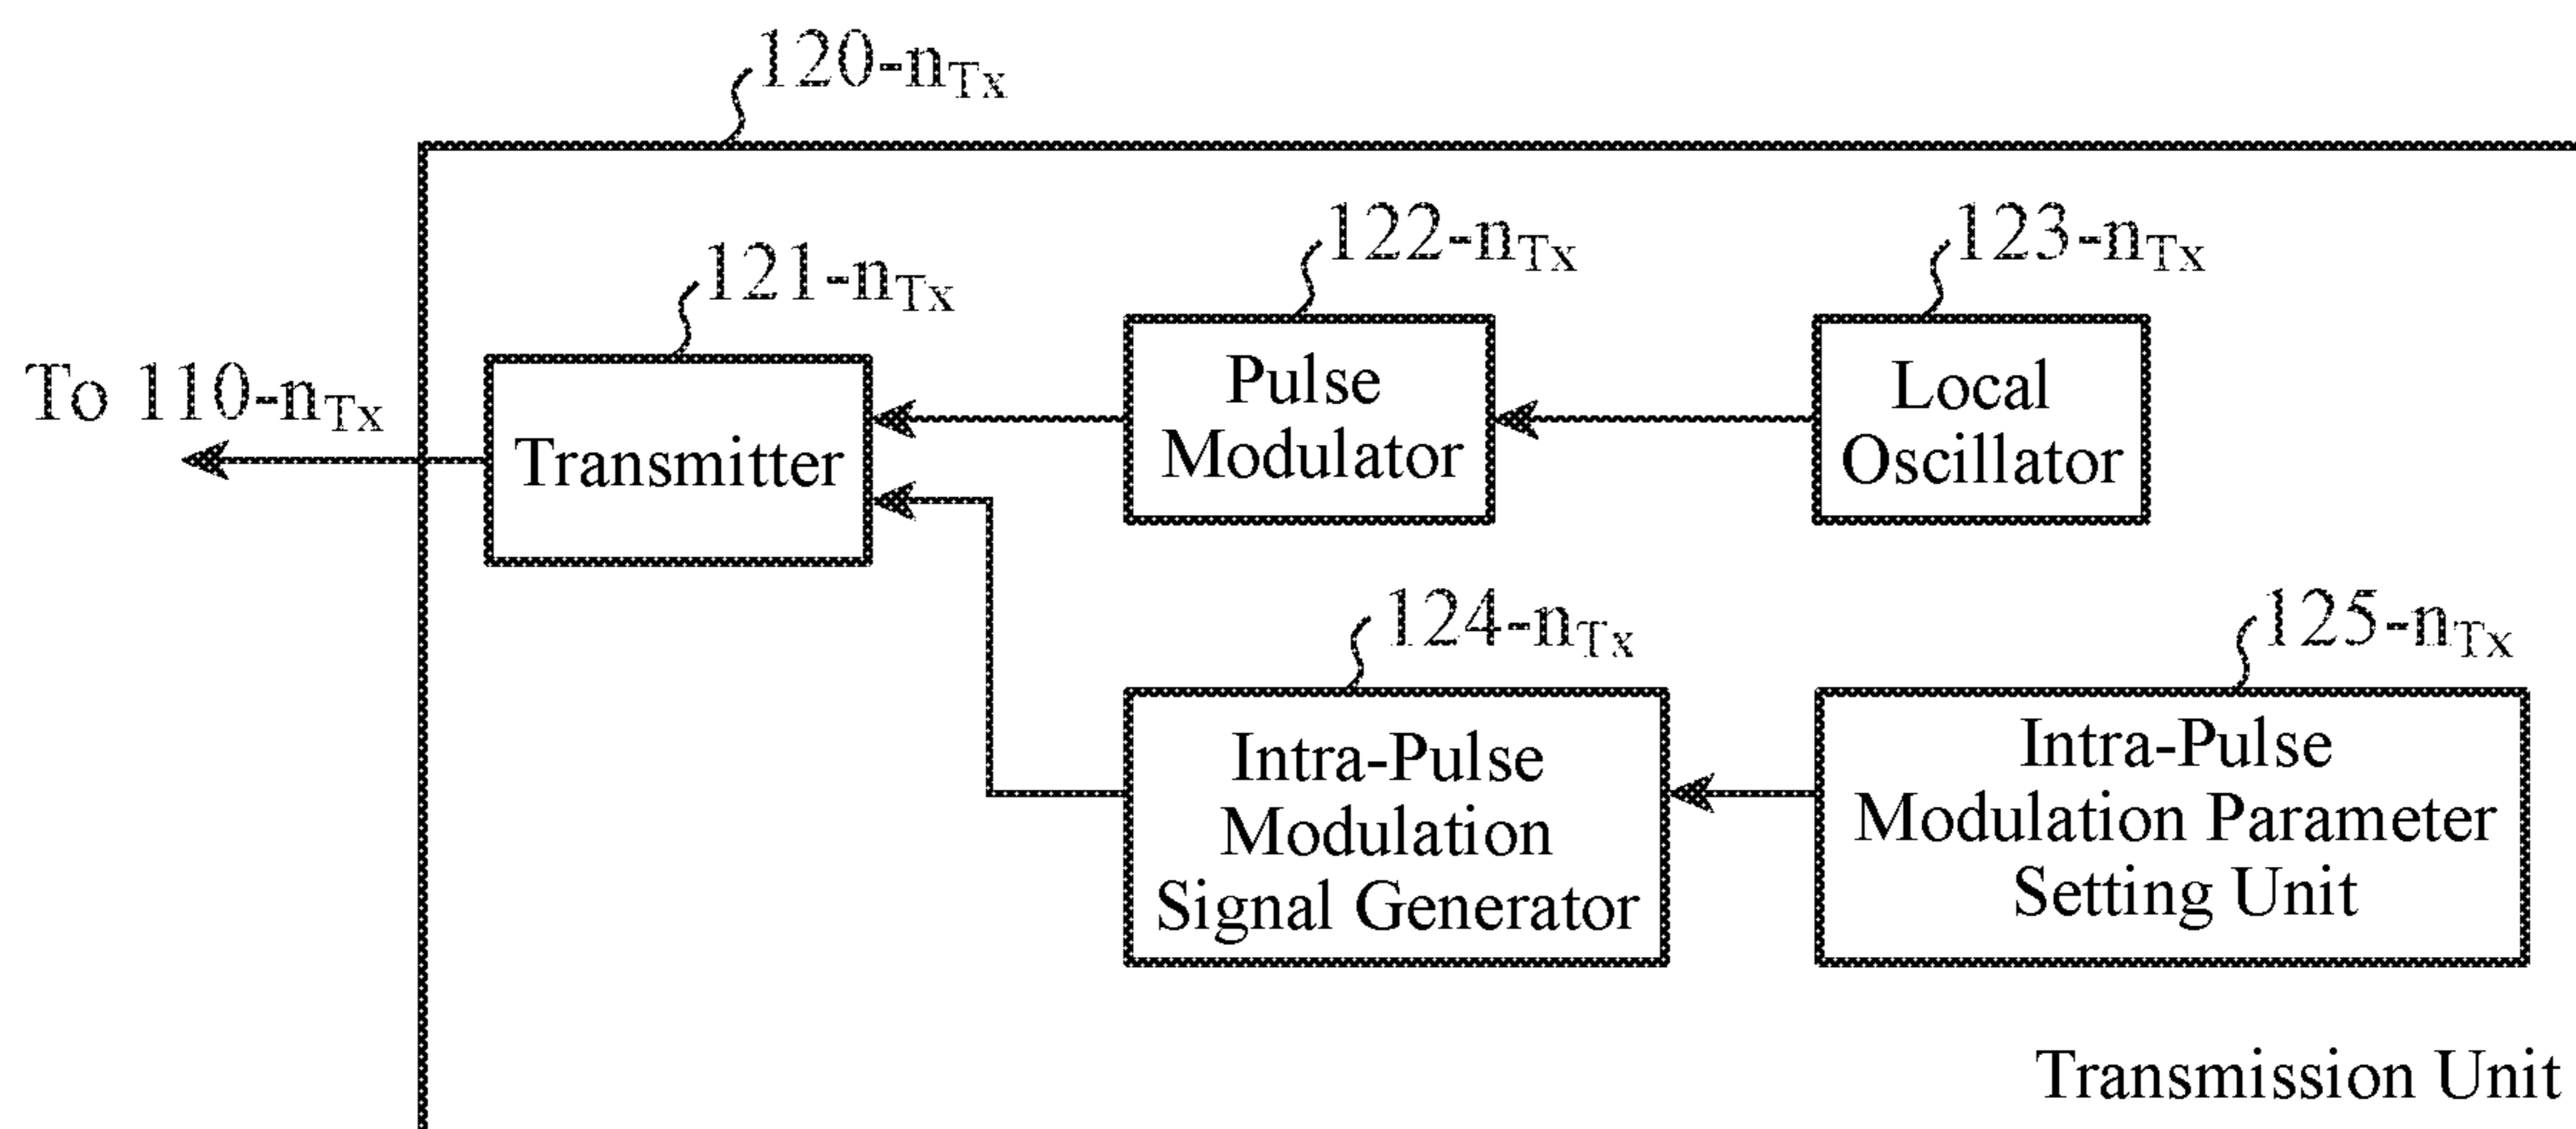 120-nTx
122-nTx
123-nTx
121-nTx
To 110-nTx
Transmitter
Pulse
Modulator
Local
Oscillator
124-nTx
125-nTx
Intra-Pulse
Modulation
Signal Generator
Intra-Pulse
Modulation Parameter
Setting Unit
Transmission Unit